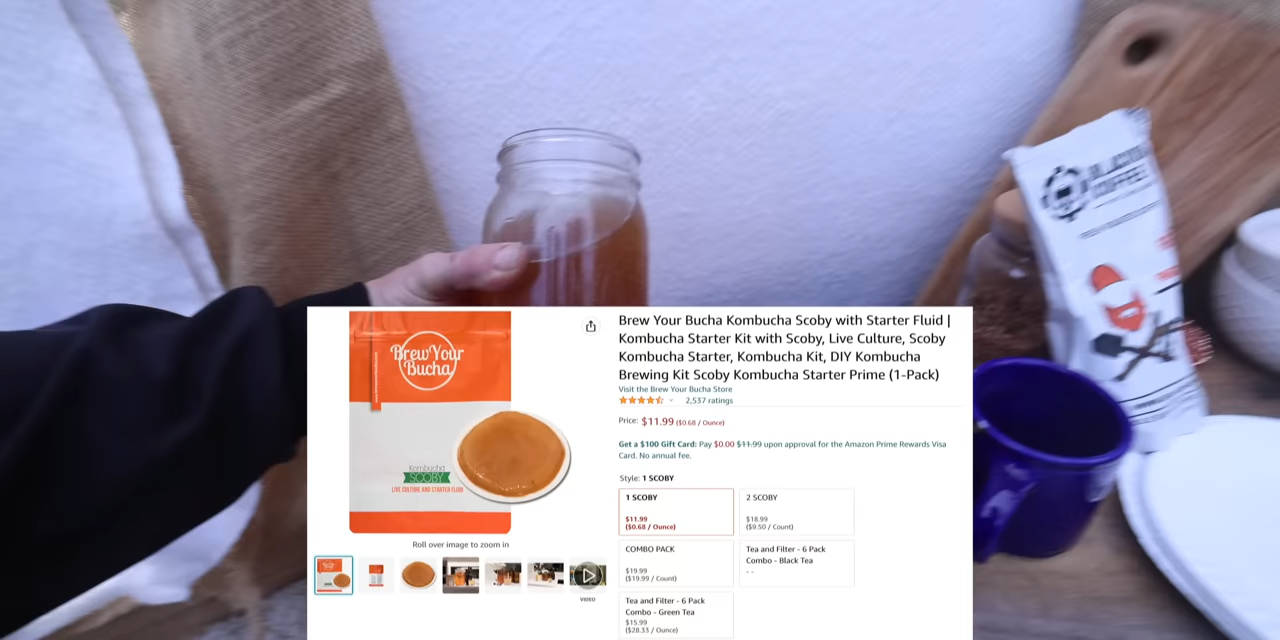 BLACK
COFFEE
Brew Your
Bucha
Kombucha
SCOBY
LIVE CULTURE AND STARTER FLUID
Roll over image to zoom in
VIDEO
Brew Your Bucha Kombucha Scoby with Starter Fluid |
Kombucha Starter Kit with Scoby, Live Culture, Scoby
Kombucha Starter, Kombucha Kit, DIY Kombucha
Brewing Kit Scoby Kombucha Starter Prime (1-Pack)
Visit the Brew Your Bucha Store
2,537 ratings
Price: $11.99 ($0.68 / Ounce)
Get a $100 Gift Card: Pay $0.00 $11.99 upon approval for the Amazon Prime Rewards Visa
Card. No annual fee.
Style: 1 SCOBY
1 SCOBY
$11.99
($0.68 / Ounce)
2 SCOBY
$18.99
($9.50 / Count)
COMBO PACK
$19.99
($19.99 / Count)
Tea and Filter - 6 Pack
Combo - Black Tea
- -
Tea and Filter - 6 Pack
Combo - Green Tea
$15.99
($28.33 / Ounce)